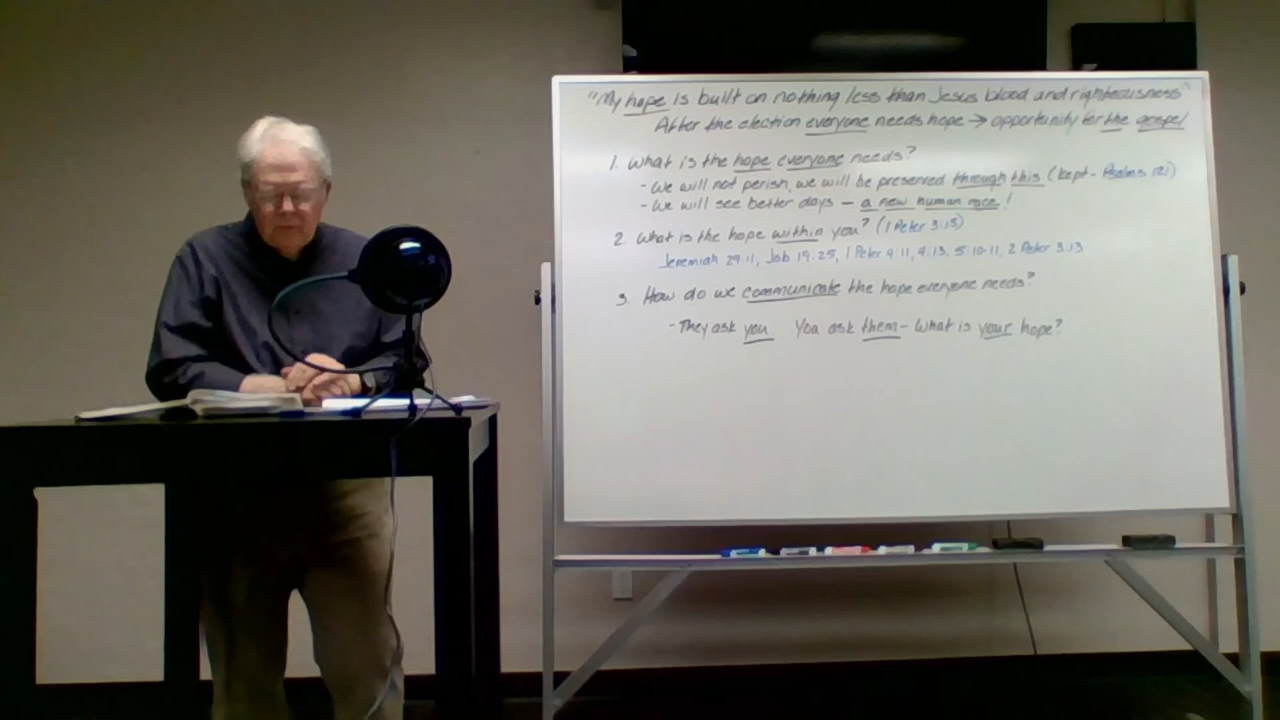 "My hope is built on nothing less than Jesus blood and righteousness"
After the election everyone needs hope → opportunity for the gospel
1. What is the hope everyone needs?
- We will not perish, we will be preserved through this (kept - Psalms 121)
- We will see better days - a new human race!
2. What is the hope within you? (1 Peter 3:15)
Jeremiah 29:11, Job 19:25, 1 Peter 4:11, 4:13, 5:10-11, 2 Peter 3:13
3. How do we communicate the hope everyone needs?
- They ask you You ask them - What is your hope?